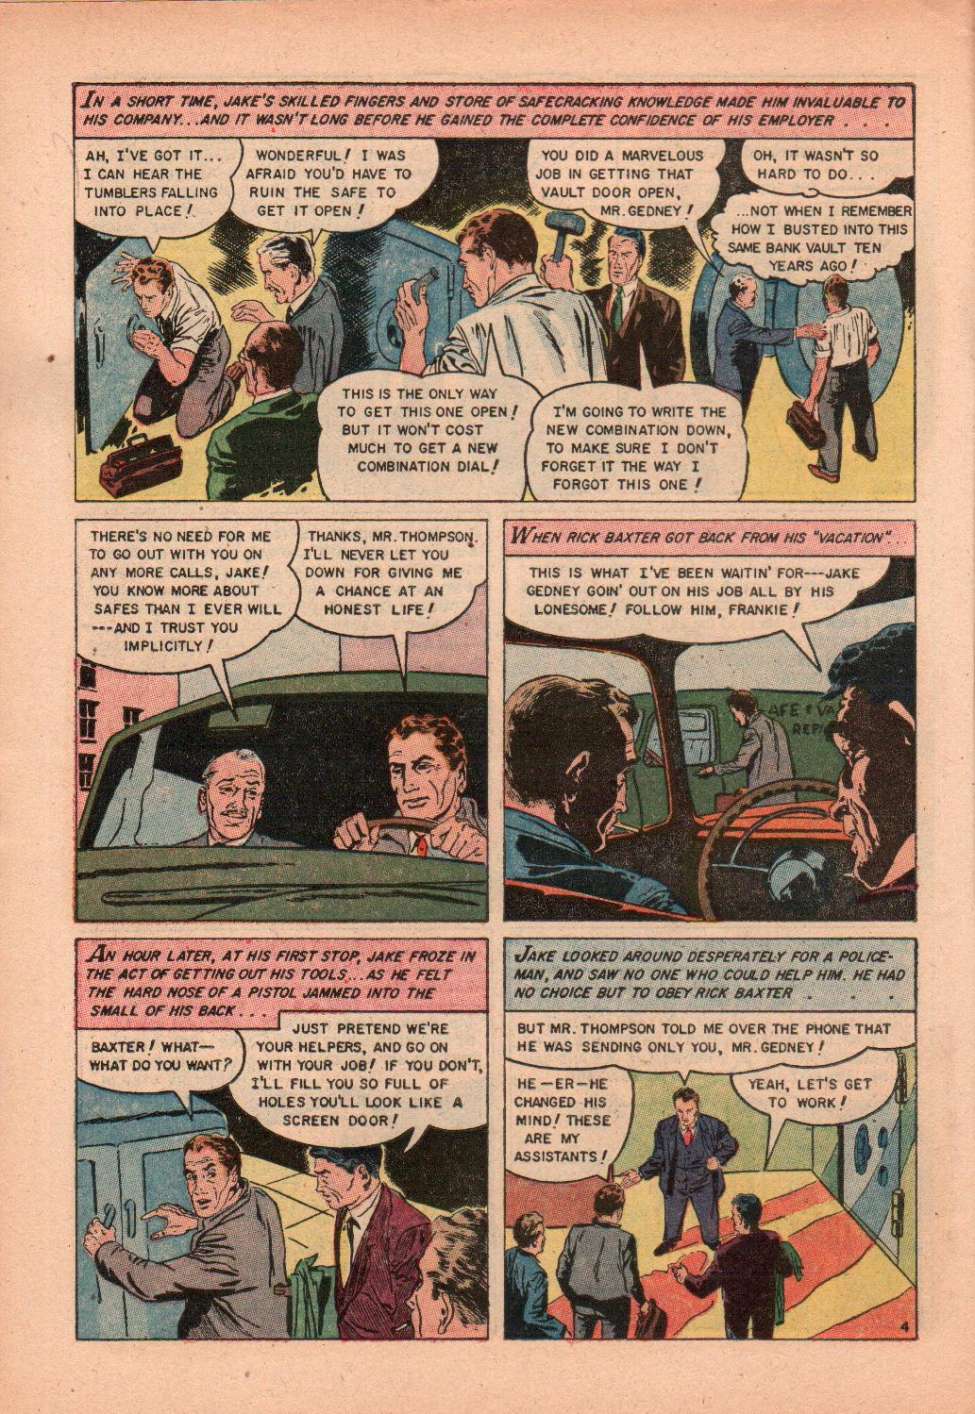 IN A SHORT TIME, JAKE'S SKILLED FINGERS AND STORE OF SAFECRACKING KNOWLEDGE MADE HIM INVALUABLE TO
HIS COMPANY...AND IT WASN'T LONG BEFORE HE GAINED THE COMPLETE CONFIDENCE OF HIS EMPLOYER . . .
AH, I'VE GOT IT...
I CAN HEAR THE
TUMBLERS FALLING
INTO PLACE!
WONDERFUL! I WAS
AFRAID YOU'D HAVE TO
RUIN THE SAFE TO
GET IT OPEN!
THIS IS THE ONLY WAY
TO GET THIS ONE OPEN!
BUT IT WON'T COST
MUCH TO GET A NEW
COMBINATION DIAL!
I'M GOING TO WRITE THE
NEW COMBINATION DOWN,
TO MAKE SURE I DON'T
FORGET IT THE WAY I
FORGOT THIS ONE!
YOU DID A MARVELOUS
JOB IN GETTING THAT
VAULT DOOR OPEN,
MR. GEDNEY!
OH, IT WASN'T SO
HARD TO DO...
...NOT WHEN I REMEMBER
HOW I BUSTED INTO THIS
SAME BANK VAULT TEN
YEARS AGO!
THERE'S NO NEED FOR ME
TO GO OUT WITH YOU ON
ANY MORE CALLS, JAKE!
YOU KNOW MORE ABOUT
SAFES THAN I EVER WILL
---AND I TRUST YOU
IMPLICITLY!
THANKS, MR. THOMPSON.
I'LL NEVER LET YOU
DOWN FOR GIVING ME
A CHANCE AT AN
HONEST LIFE!
WHEN RICK BAXTER GOT BACK FROM HIS "VACATION"...
THIS IS WHAT I'VE BEEN WAITIN' FOR---JAKE
GEDNEY GOIN' OUT ON HIS JOB ALL BY HIS
LONESOME! FOLLOW HIM, FRANKIE!
AFE & VA
REP
AN HOUR LATER, AT HIS FIRST STOP, JAKE FROZE IN
THE ACT OF GETTING OUT HIS TOOLS...AS HE FELT
THE HARD NOSE OF A PISTOL JAMMED INTO THE
SMALL OF HIS BACK...
BAXTER! WHAT—
WHAT DO YOU WANT?
JUST PRETEND WE'RE
YOUR HELPERS, AND GO ON
WITH YOUR JOB! IF YOU DON'T,
I'LL FILL YOU SO FULL OF
HOLES YOU'LL LOOK LIKE A
SCREEN DOOR!
JAKE LOOKED AROUND DESPERATELY FOR A POLICE-
MAN, AND SAW NO ONE WHO COULD HELP HIM. HE HAD
NO CHOICE BUT TO OBEY RICK BAXTER . . .
BUT MR. THOMPSON TOLD ME OVER THE PHONE THAT
HE WAS SENDING ONLY YOU, MR. GEDNEY!
HE—ER—HE
CHANGED HIS
MIND! THESE
ARE MY
ASSISTANTS!
YEAH, LET'S GET
TO WORK!
4